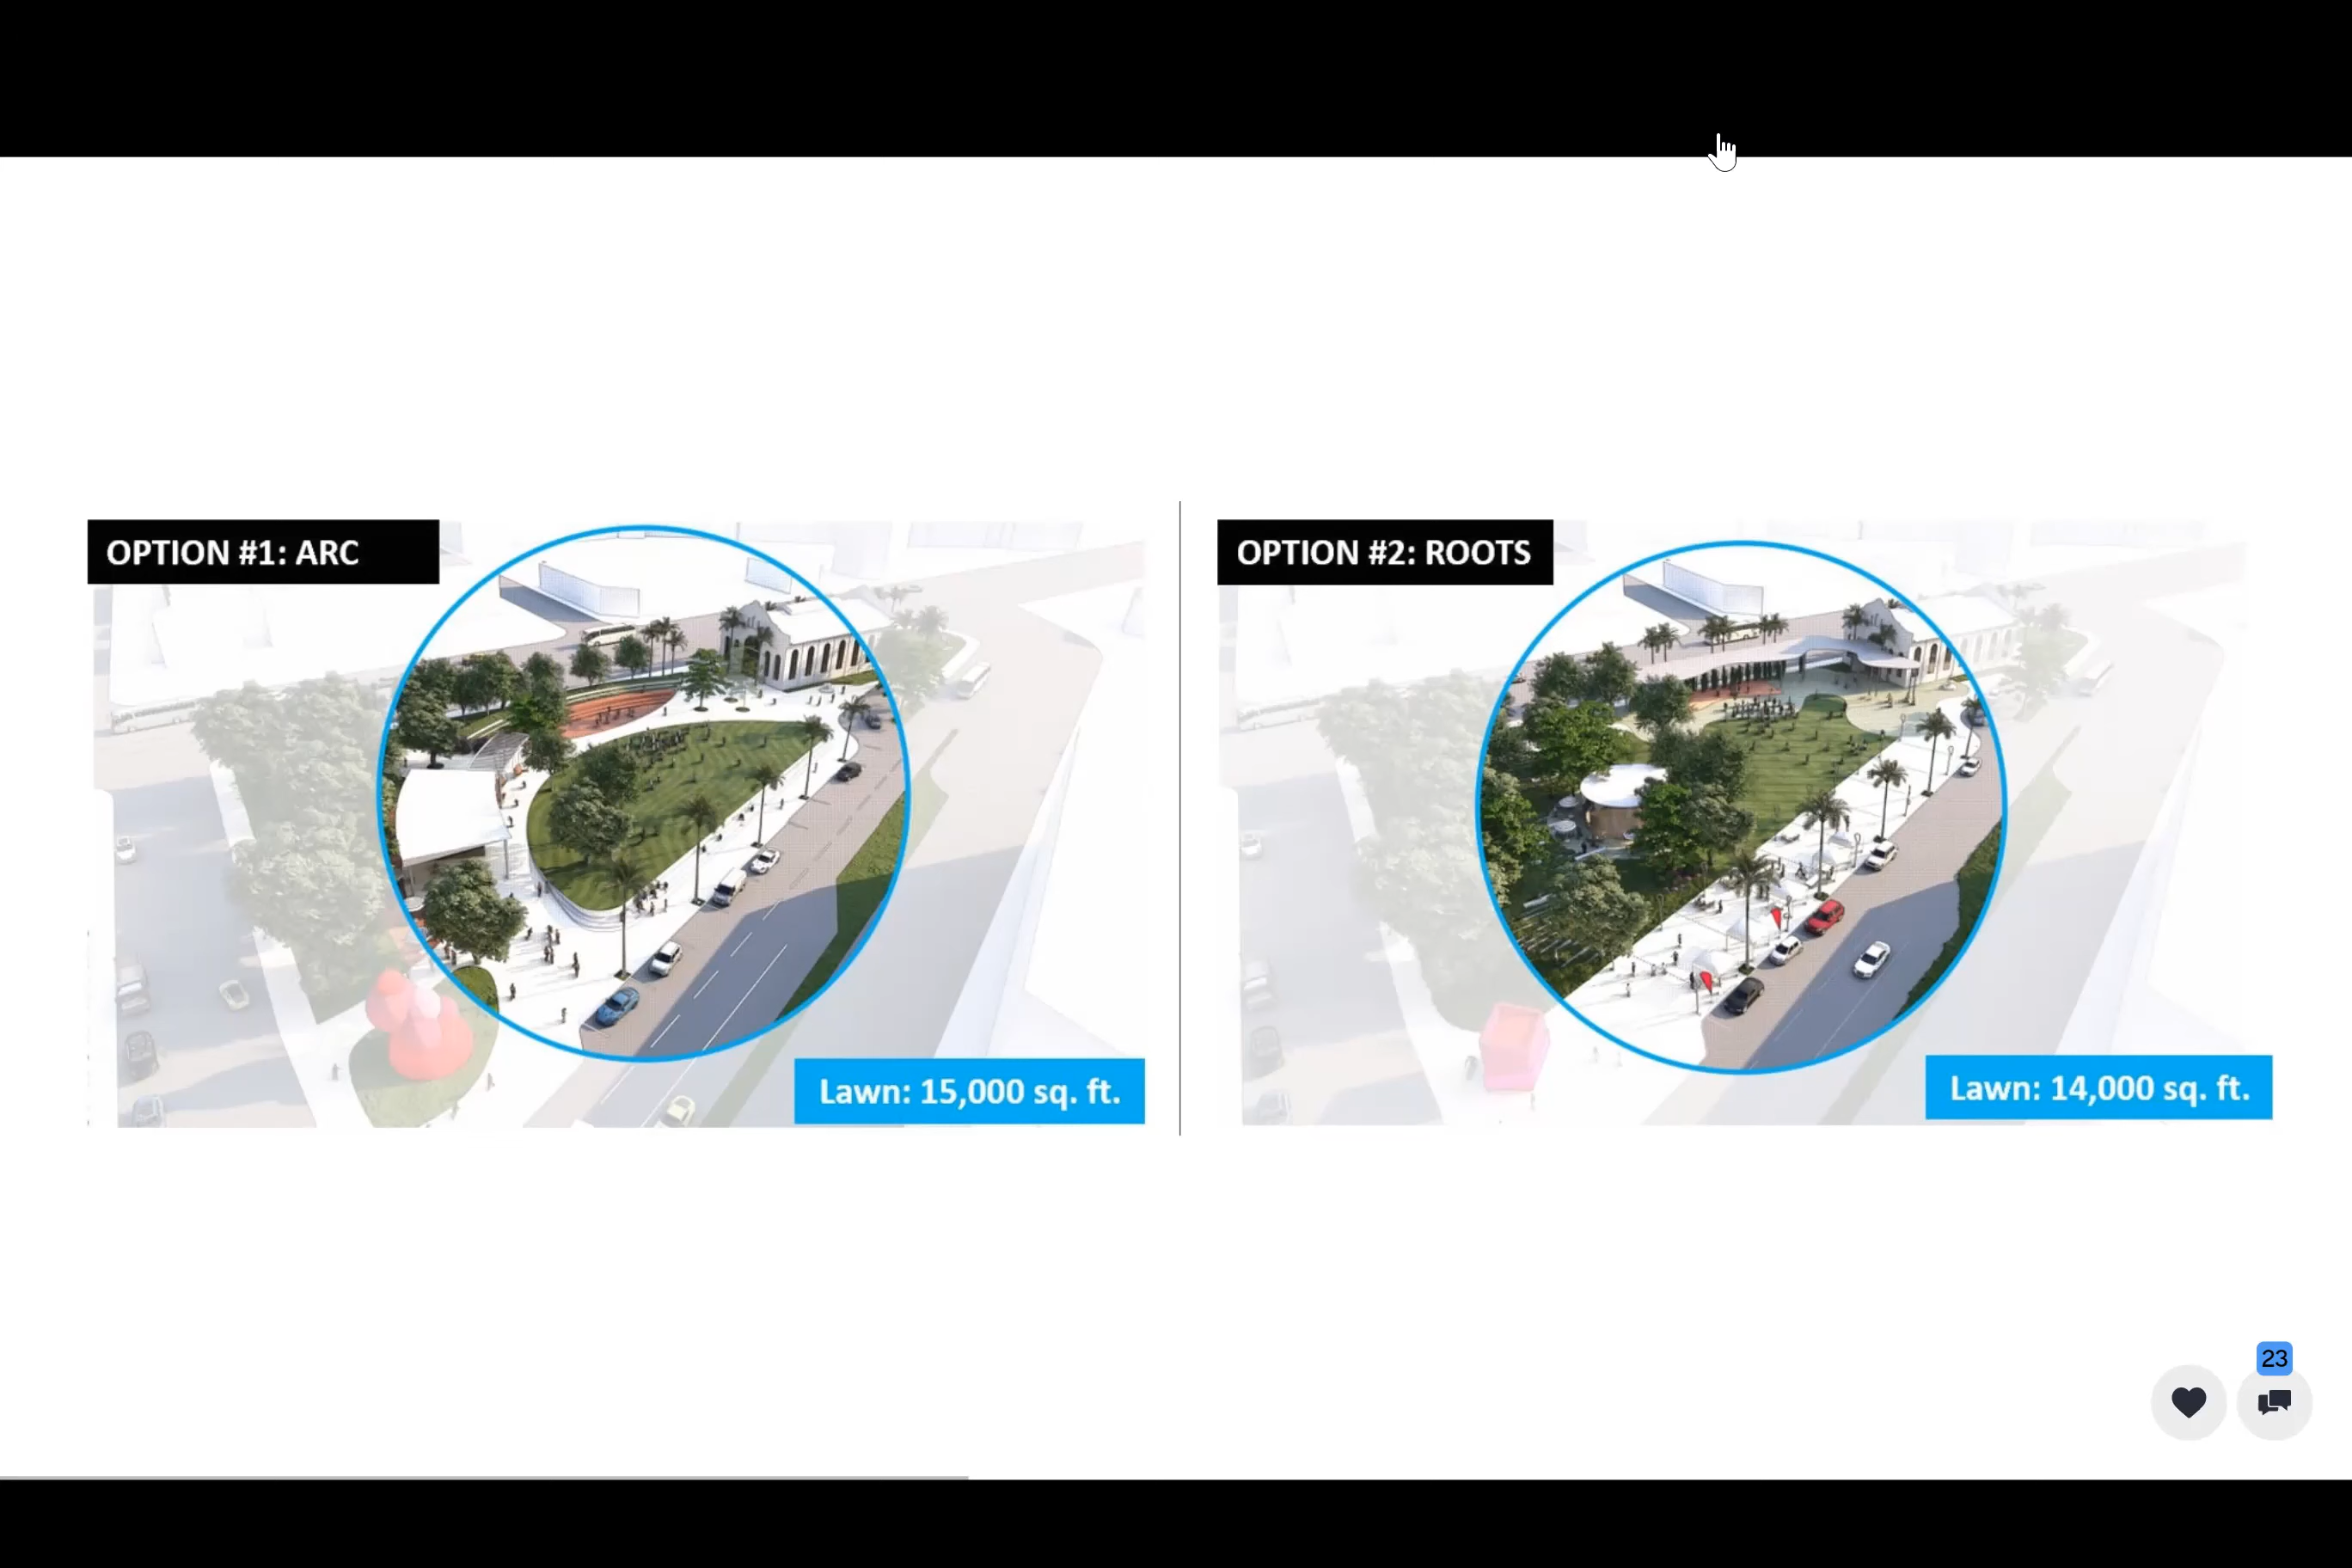 OPTION #1: ARC
Lawn: 15,000 sq. ft.
OPTION #2: ROOTS
Lawn: 14,000 sq. ft.
23